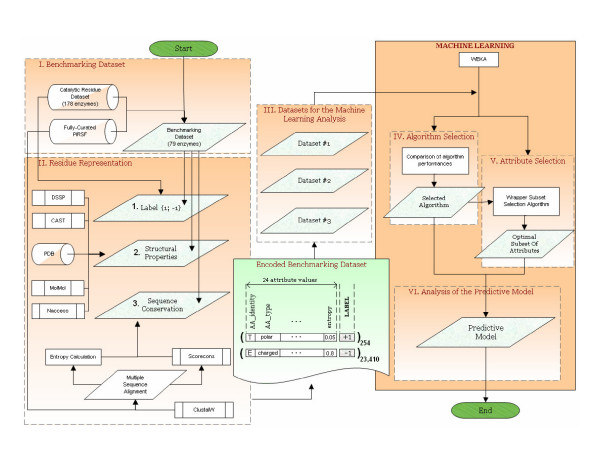 Start
I. Benchmarking Dataset
Catalytic Residue
Dataset
(178 enzymes)
Fully-Curated
PIRSF
Benchmarking
Dataset
(79 enzymes)
II. Residue Representation
DSSP
CAST
PDB
MolMol
Naccess
1. Label {1; -1}
2. Structural
Properties
3. Sequence
Conservation
Entropy Calculation
Scorecons
Multiple
Sequence
Alignment
ClustalW
III. Datasets for the Machine
Learning Analysis
Dataset #1
Dataset #2
Dataset #3
Encoded Benchmarking Dataset
24 attribute values
AA_identity
AA_type
...
entropy
LABEL
( T polar ... 0.05 +1 ) 254
( E charged ... 0.8 -1 ) 23,410
MACHINE LEARNING
WEKA
IV. Algorithm Selection
Comparison of algorithm
performances
Selected
Algorithm
V. Attribute Selection
Wrapper Subset
Selection Algorithm
Optimal
Subset Of
Attributes
VI. Analysis of the Predictive Model
Predictive
Model
End